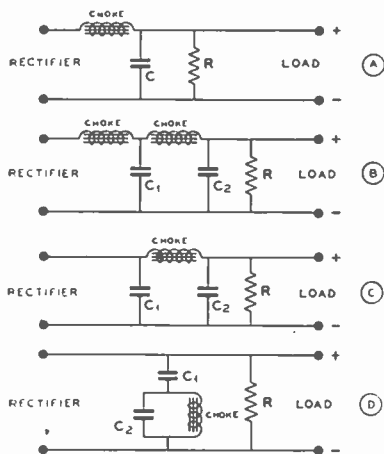 CHOKE
+
RECTIFIER C R LOAD A
−
CHOKE CHOKE
+
RECTIFIER C1 C2 R LOAD B
−
CHOKE
+
RECTIFIER C1 C2 R LOAD C
−
+
C1
RECTIFIER C2 CHOKE R LOAD D
−